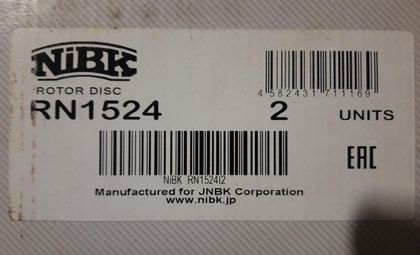 NiBK
ROTOR DISC
RN1524 2 UNITS
4 582431 711169
EAC
NiBK RN1524I2
Manufactured for JNBK Corporation
www.nibk.jp